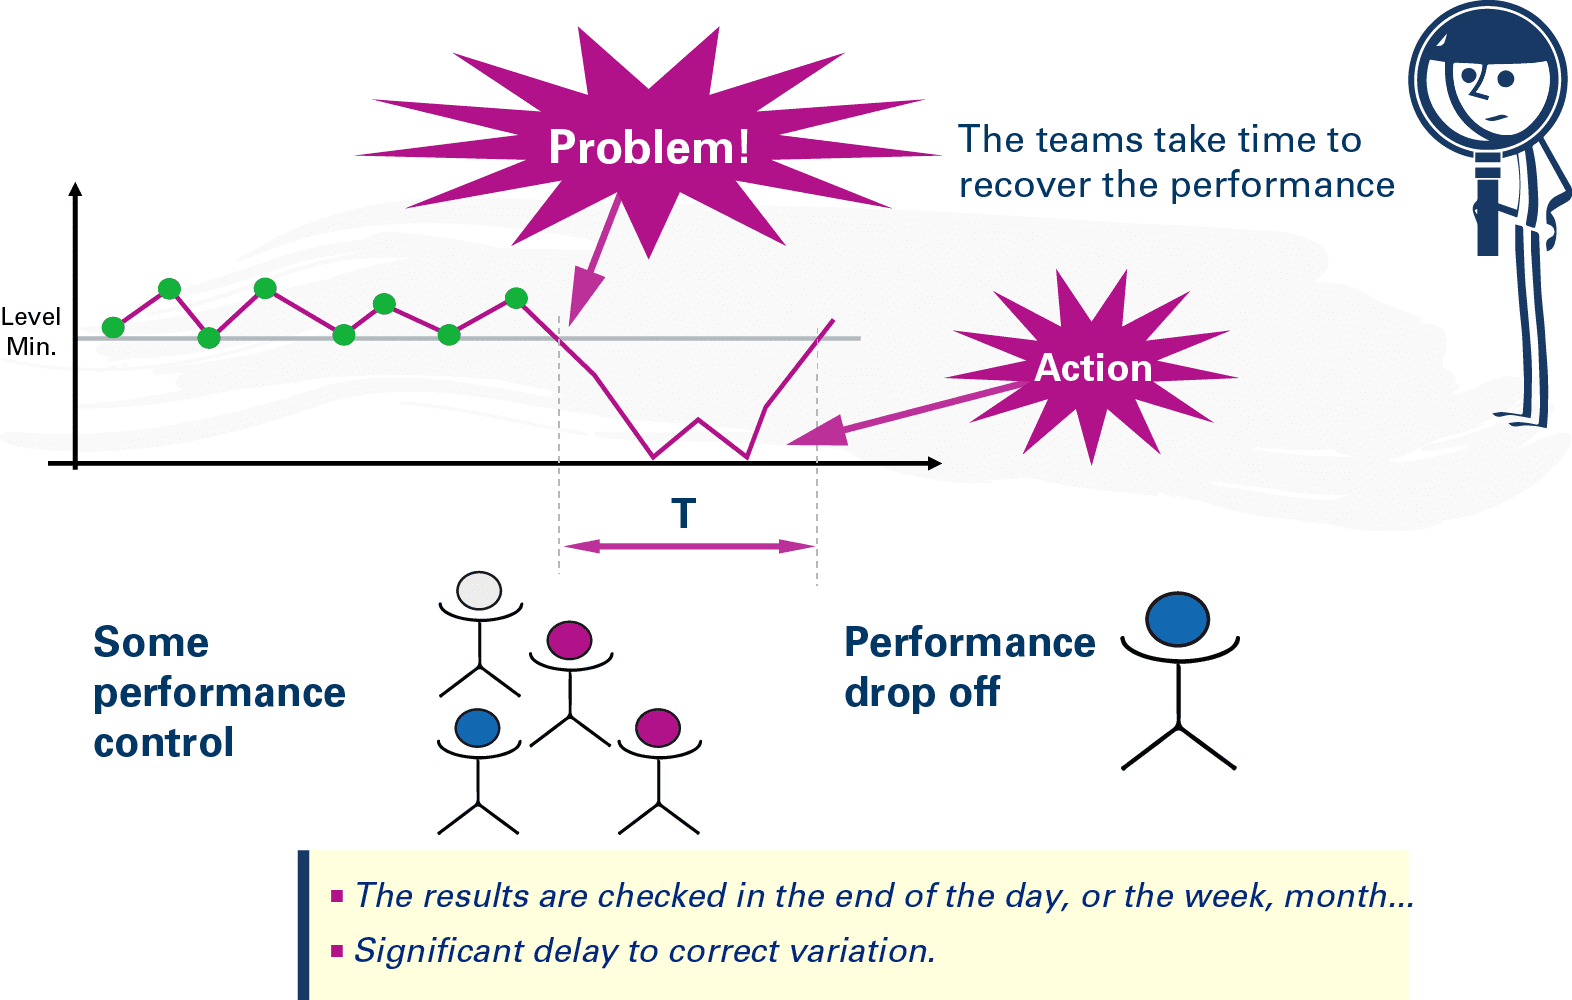 Problem!
The teams take time to
recover the performance
Level
Min.
Action
T
Some
performance
control
Performance
drop off
The results are checked in the end of the day, or the week, month...
Significant delay to correct variation.